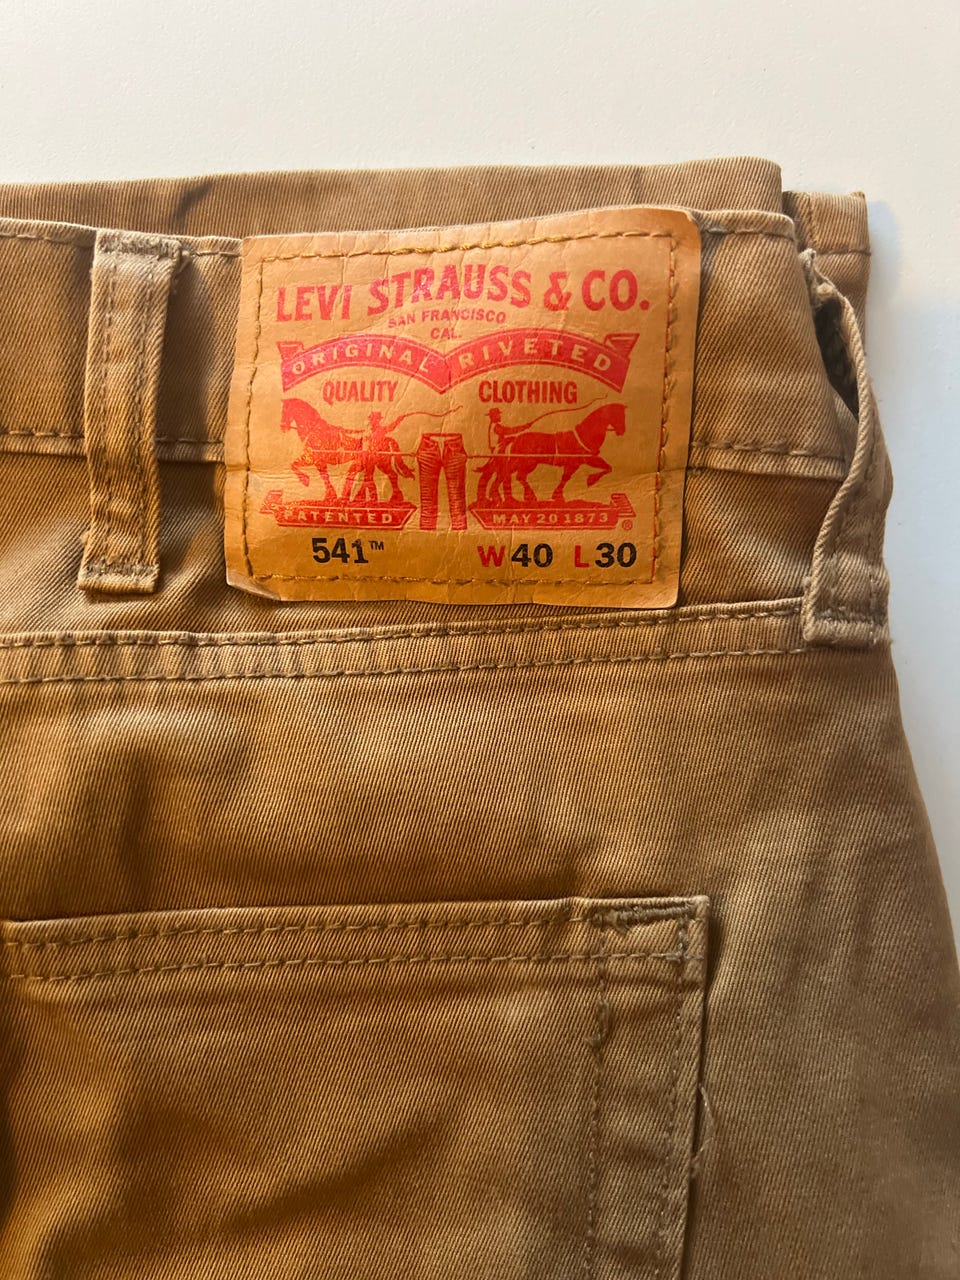 LEVI STRAUSS & CO.
SAN FRANCISCO
CAL.
ORIGINAL RIVETED
QUALITY CLOTHING
PATENTED MAY 20 1873 ®
541™ W40 L30